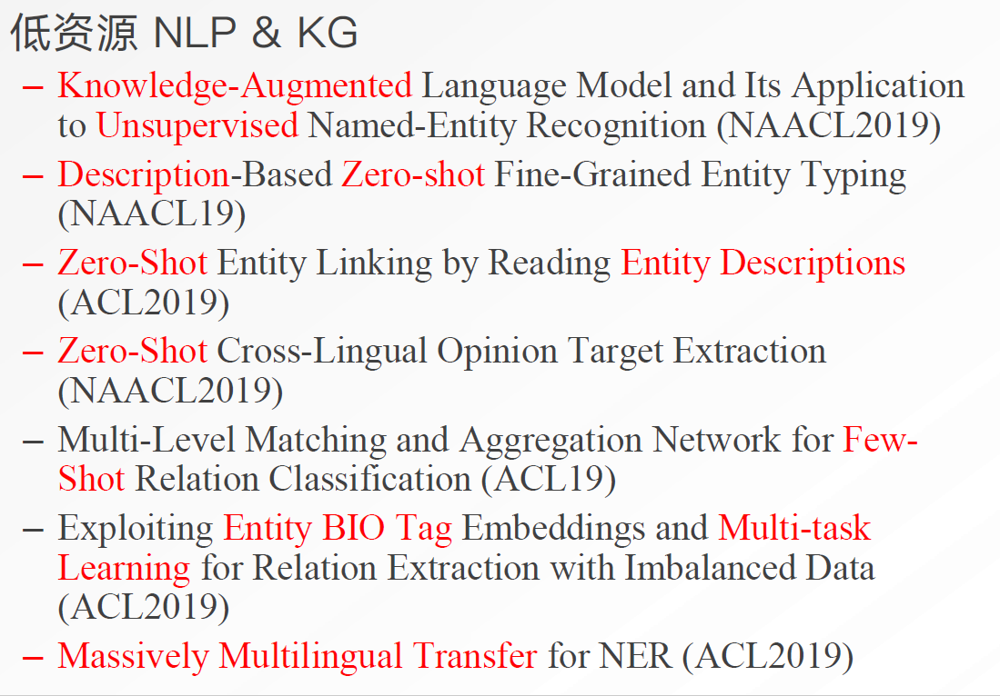 低资源 NLP & KG
– Knowledge-Augmented Language Model and Its Application
to Unsupervised Named-Entity Recognition (NAACL2019)
– Description-Based Zero-shot Fine-Grained Entity Typing
(NAACL19)
– Zero-Shot Entity Linking by Reading Entity Descriptions
(ACL2019)
– Zero-Shot Cross-Lingual Opinion Target Extraction
(NAACL2019)
– Multi-Level Matching and Aggregation Network for Few-
Shot Relation Classification (ACL19)
– Exploiting Entity BIO Tag Embeddings and Multi-task
Learning for Relation Extraction with Imbalanced Data
(ACL2019)
– Massively Multilingual Transfer for NER (ACL2019)